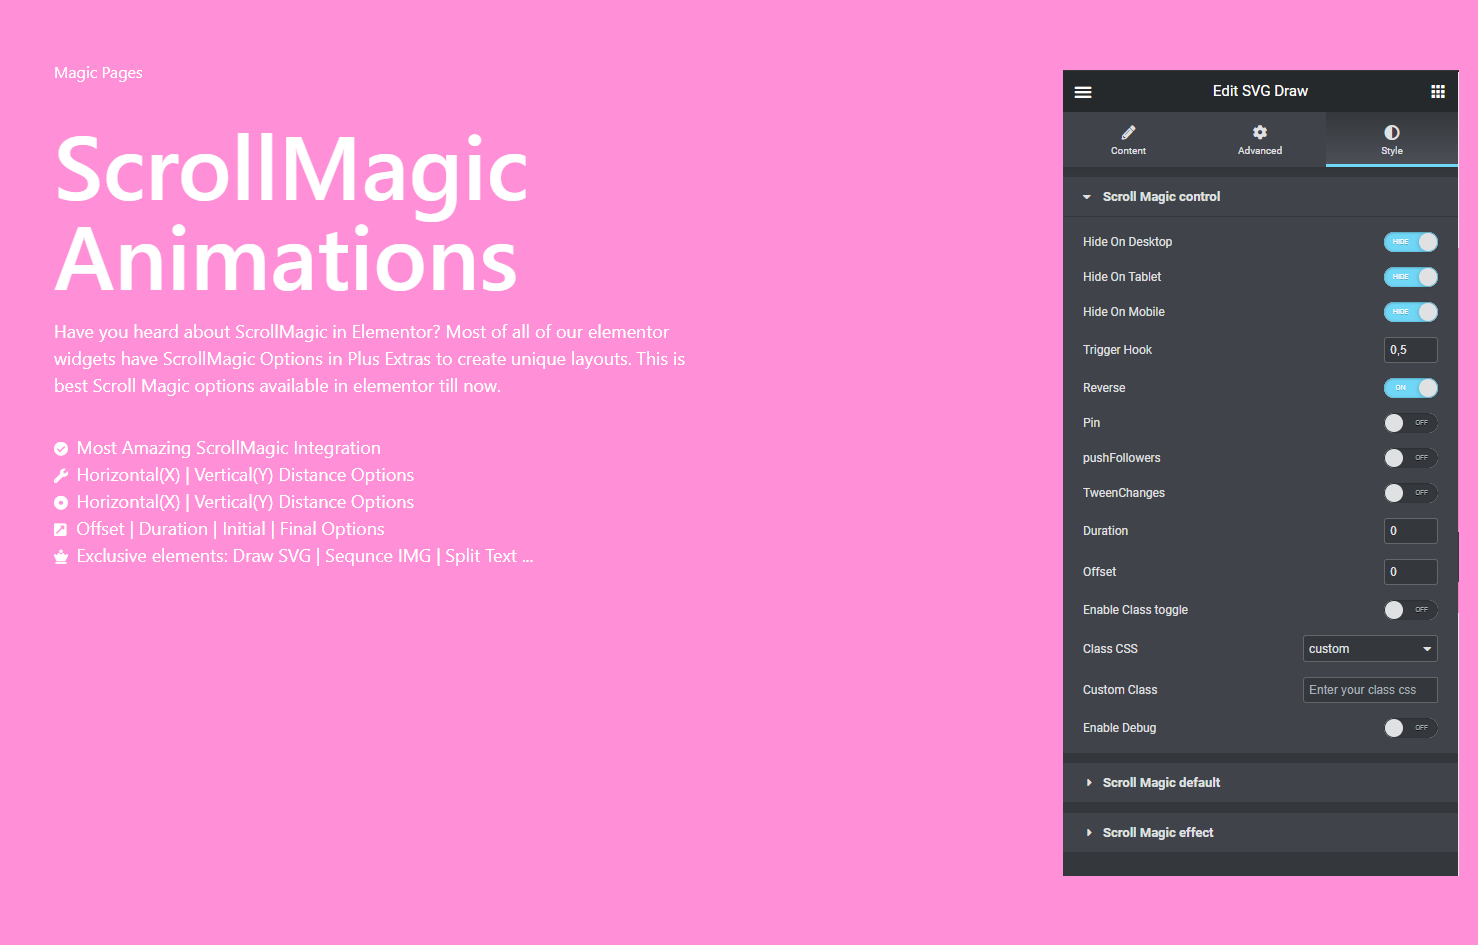 Magic Pages
ScrollMagic
Animations
Have you heard about ScrollMagic in Elementor? Most of all of our elementor
widgets have ScrollMagic Options in Plus Extras to create unique layouts. This is
best Scroll Magic options available in elementor till now.
Most Amazing ScrollMagic Integration
Horizontal(X) | Vertical(Y) Distance Options
Horizontal(X) | Vertical(Y) Distance Options
Offset | Duration | Initial | Final Options
Exclusive elements: Draw SVG | Sequnce IMG | Split Text ...
Edit SVG Draw
Content Advanced Style
Scroll Magic control
Hide On Desktop HIDE
Hide On Tablet HIDE
Hide On Mobile HIDE
Trigger Hook 0,5
Reverse ON
Pin OFF
pushFollowers OFF
TweenChanges OFF
Duration 0
Offset 0
Enable Class toggle OFF
Class CSS custom
Custom Class Enter your class css
Enable Debug OFF
Scroll Magic default
Scroll Magic effect